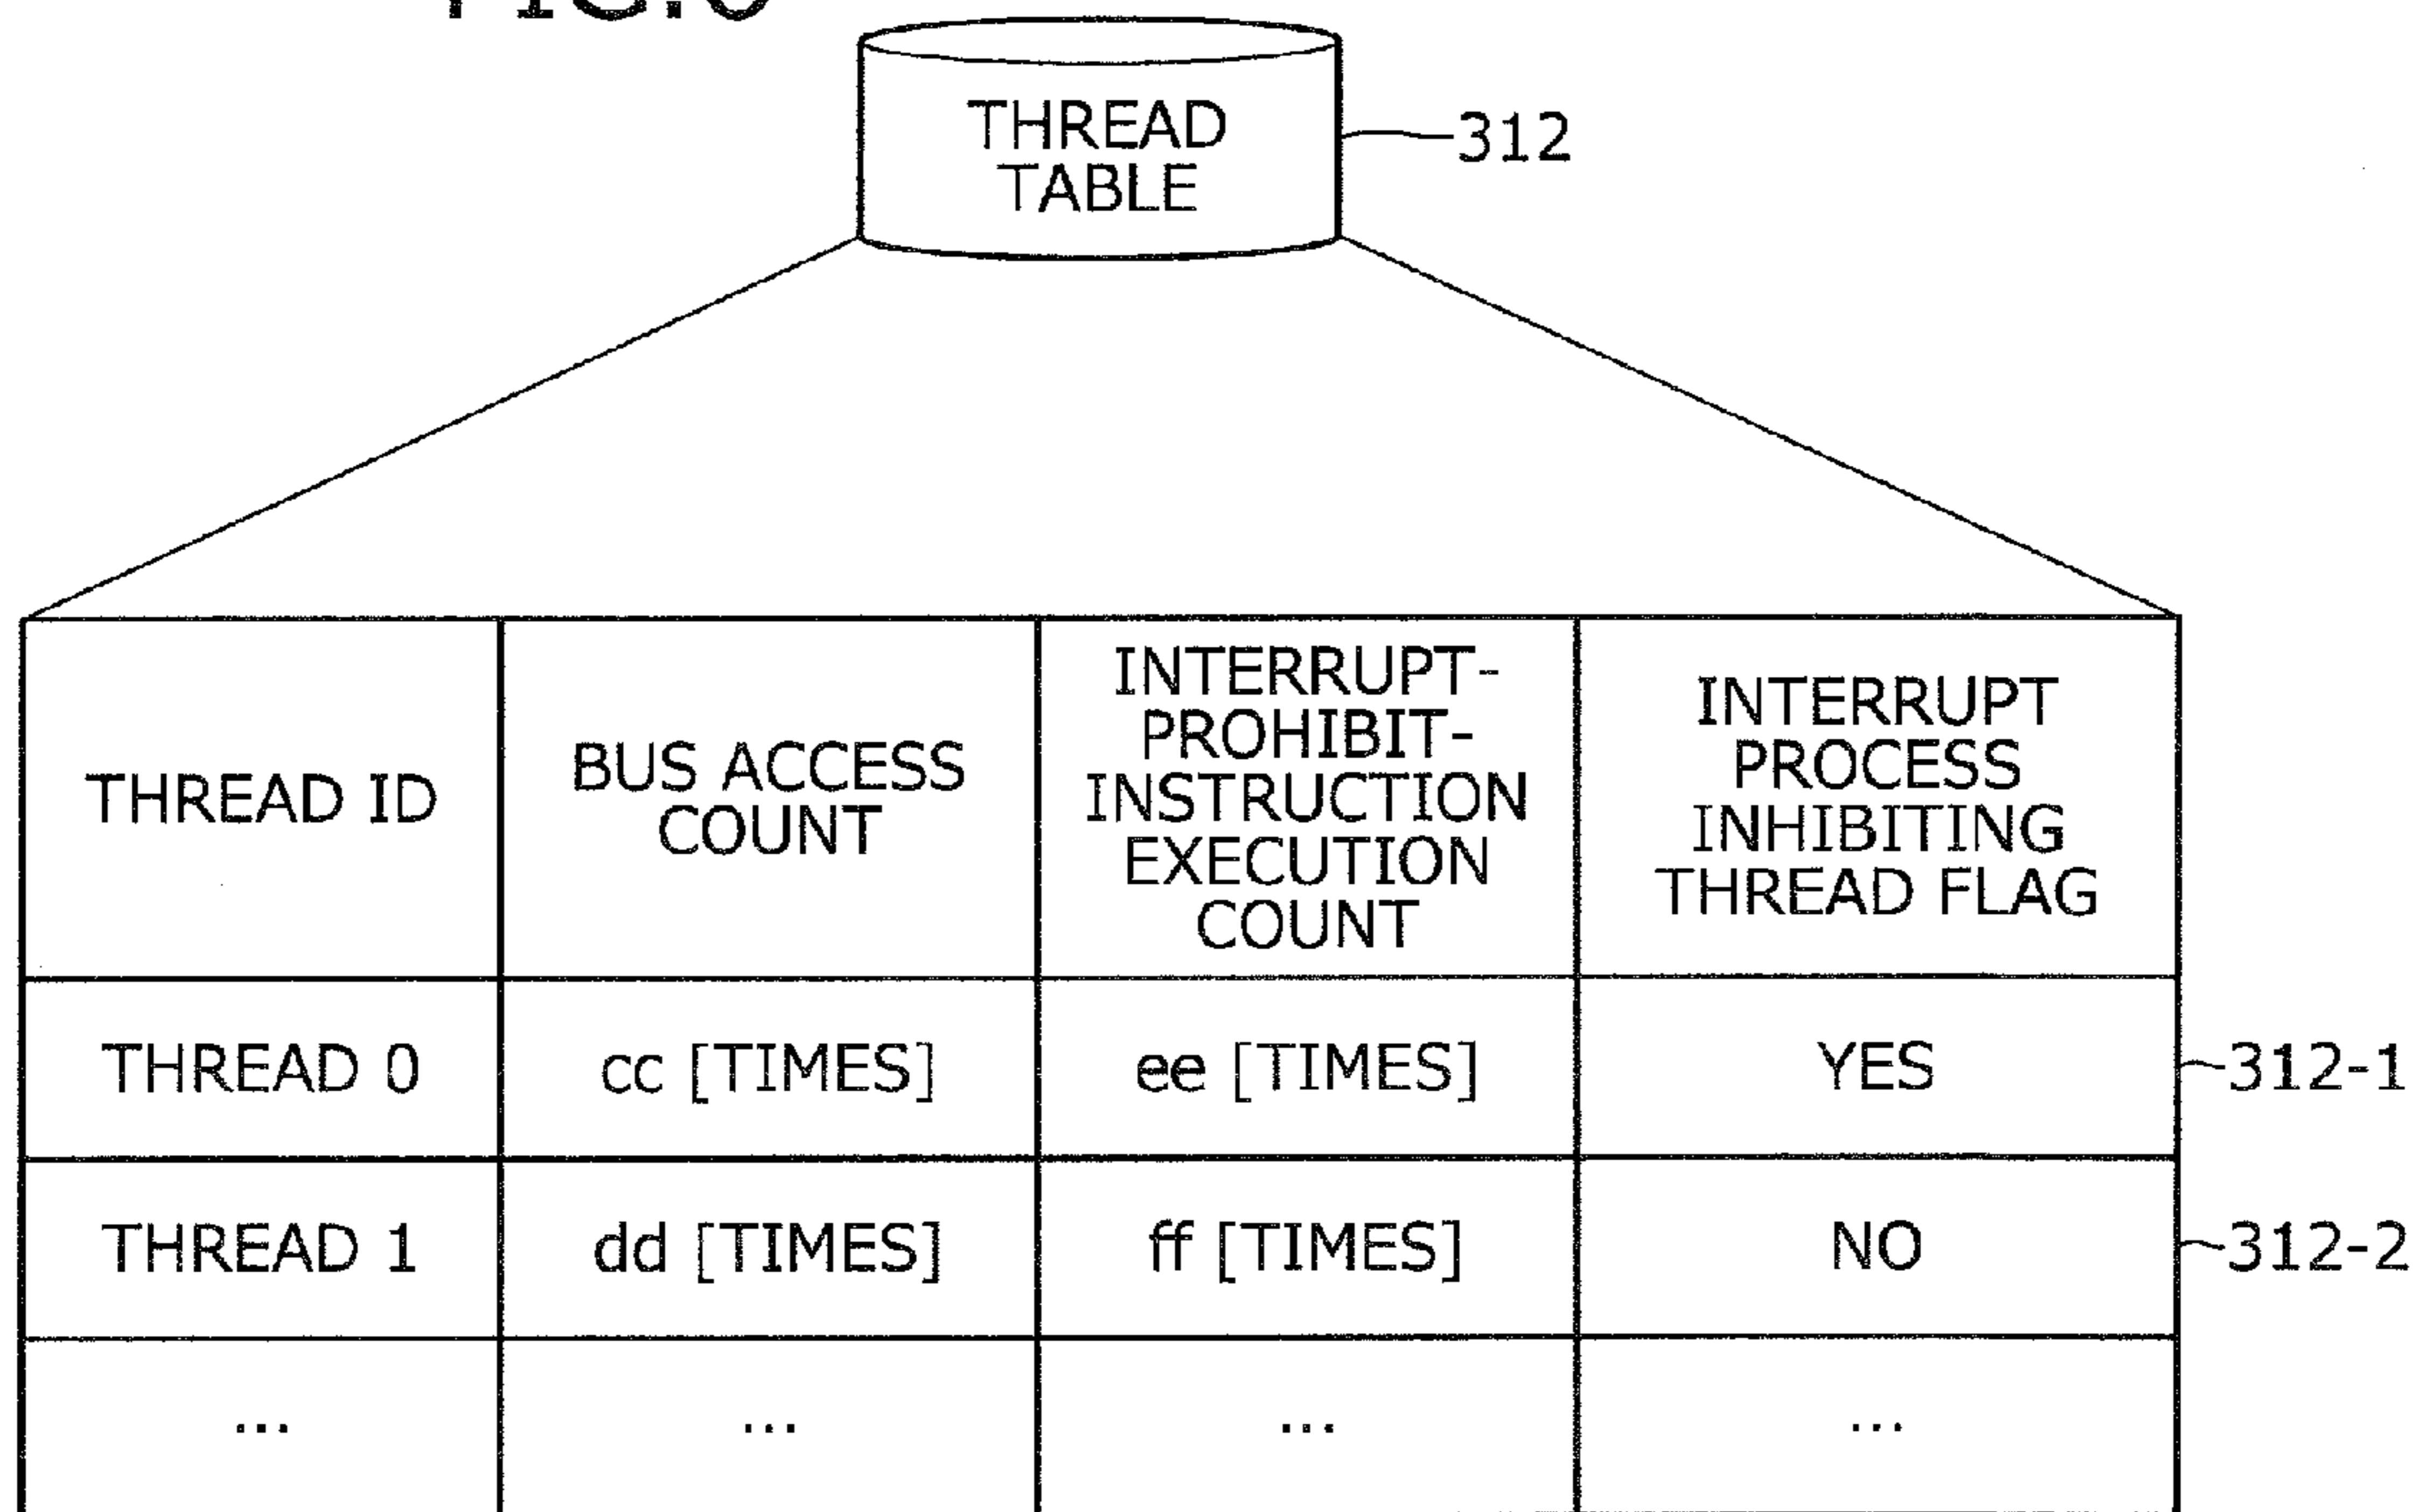 THREAD
TABLE
312
THREAD ID
BUS ACCESS
COUNT
INTERRUPT-
PROHIBIT-
INSTRUCTION
EXECUTION
COUNT
INTERRUPT
PROCESS
INHIBITING
THREAD FLAG
THREAD 0
cc [TIMES]
ee [TIMES]
YES
312-1
THREAD 1
dd [TIMES]
ff [TIMES]
NO
312-2
...
...
...
...